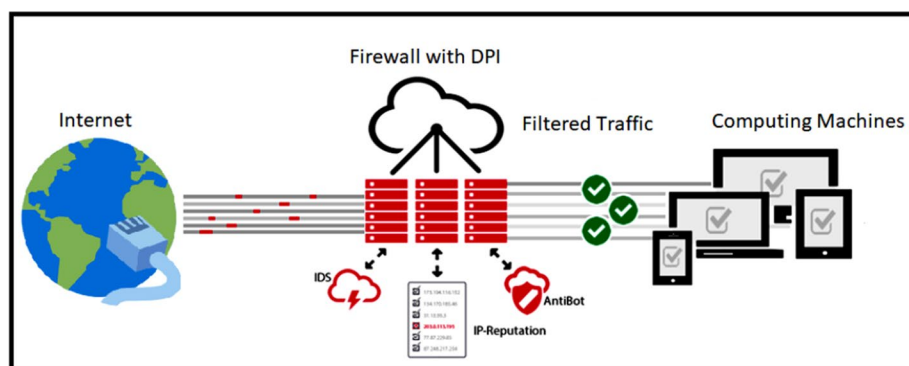 Firewall with DPI
Internet
Filtered Traffic
Computing Machines
IDS
AntiBot
IP-Reputation